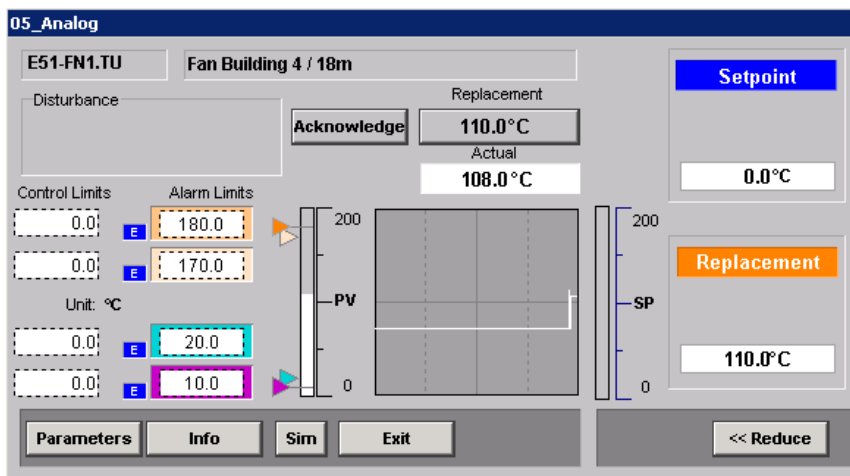 05_Analog
E51-FN1.TU Fan Building 4 / 18m
Setpoint
Disturbance
Replacement
Acknowledge 110.0°C
Actual
108.0°C
0.0°C
Control Limits Alarm Limits
0.0 E 180.0
200
200
0.0 E 170.0
Replacement
Unit: °C
PV
SP
0.0 E 20.0
110.0°C
0.0 E 10.0
0
0
Parameters Info Sim Exit << Reduce